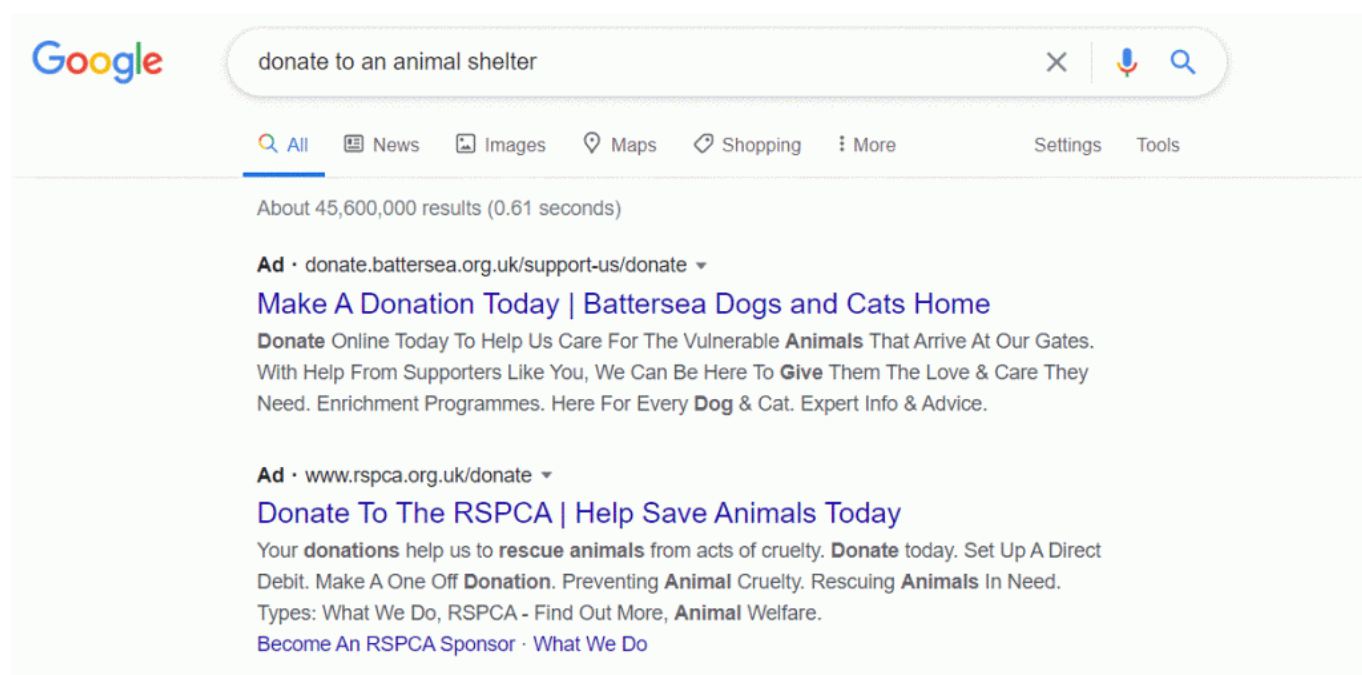 Google
donate to an animal shelter
All News Images Maps Shopping More Settings Tools
About 45,600,000 results (0.61 seconds)
Ad · donate.battersea.org.uk/support-us/donate
Make A Donation Today | Battersea Dogs and Cats Home
Donate Online Today To Help Us Care For The Vulnerable Animals That Arrive At Our Gates.
With Help From Supporters Like You, We Can Be Here To Give Them The Love & Care They
Need. Enrichment Programmes. Here For Every Dog & Cat. Expert Info & Advice.
Ad · www.rspca.org.uk/donate
Donate To The RSPCA | Help Save Animals Today
Your donations help us to rescue animals from acts of cruelty. Donate today. Set Up A Direct
Debit. Make A One Off Donation. Preventing Animal Cruelty. Rescuing Animals In Need.
Types: What We Do, RSPCA - Find Out More, Animal Welfare.
Become An RSPCA Sponsor · What We Do